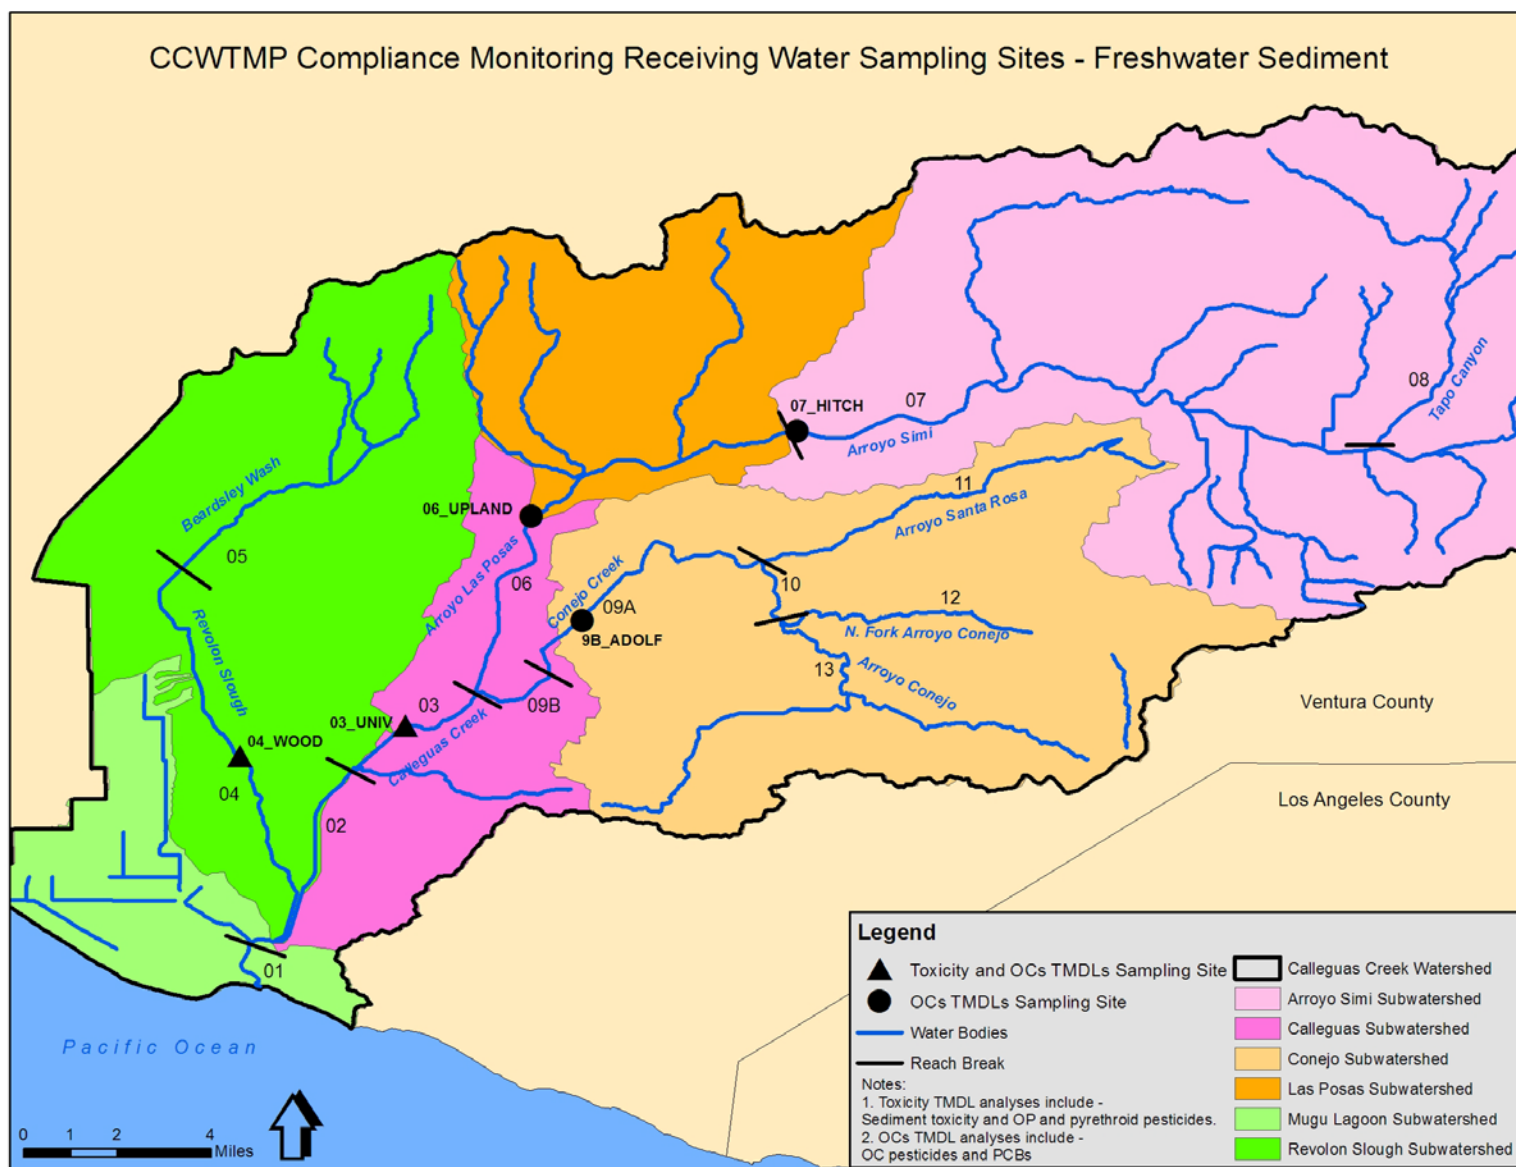 CCWTMP Compliance Monitoring Receiving Water Sampling Sites - Freshwater Sediment
08
Tapo Canyon
07_HITCH
07
Arroyo Simi
11
Arroyo Santa Rosa
Beardsley Wash
05
06_UPLAND
Arroyo Las Posas
06
Conejo Creek
09A
9B_ADOLF
10
12
N. Fork Arroyo Conejo
13
Arroyo Conejo
Revolon Slough
03_UNIV
03
09B
Calleguas Creek
04_WOOD
04
02
01
Ventura County
Los Angeles County
Pacific Ocean
0 1 2 4
Miles
Legend
Toxicity and OCs TMDLs Sampling Site
OCs TMDLs Sampling Site
Water Bodies
Reach Break
Notes:
1. Toxicity TMDL analyses include -
Sediment toxicity and OP and pyrethroid pesticides.
2. OCs TMDL analyses include -
OC pesticides and PCBs
Calleguas Creek Watershed
Arroyo Simi Subwatershed
Calleguas Subwatershed
Conejo Subwatershed
Las Posas Subwatershed
Mugu Lagoon Subwatershed
Revolon Slough Subwatershed